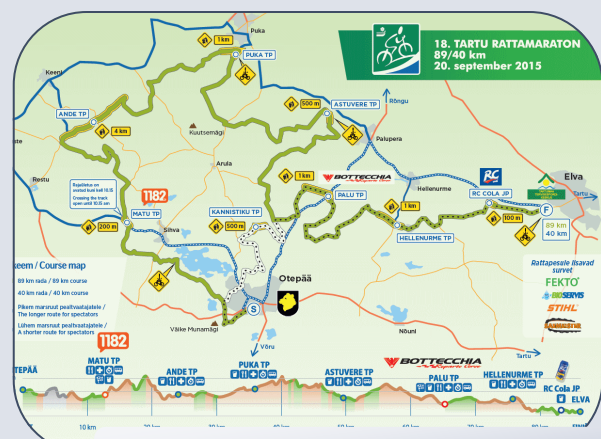 18. TARTU RATTAMARATON
89/40 km
20. september 2015
Puka
1 km
PUKA TP
Keeni
ANDE TP
4 km
500 m
ASTUVERE TP
Rõngu
Kuutsemägi
Palupera
Restu
Arula
Rajaületus on
avatud kuni kell 10.15
Crossing the track
open until 10.15 am
1182
MATU TP
200 m
Sihva
KANNISTIKU TP
500 m
1 km
BOTTECCHIA
PALU TP
Hellenurme
1 km
HELLENURME TP
RC
RC COLA JP
100 m
Elva
Tartu
F
89 km
40 km
Otepää
S
Väike Munamägi
Võru
Nõuni
Tartu
keem / Course map
89 km rada / 89 km course
40 km rada / 40 km course
Pikem marsruut pealtvaatajatele /
The longer route for spectators
Lühem marsruut pealtvaatajatele /
A shorter route for spectators
Rattapesule lisavad
survet
FEKTO
BIOSERVIS
STIHL
1182
TEPÄÄ
MATU TP
ANDE TP
PUKA TP
ASTUVERE TP
BOTTECCHIA
PALU TP
HELLENURME TP
RC Cola JP
ELVA
10 km